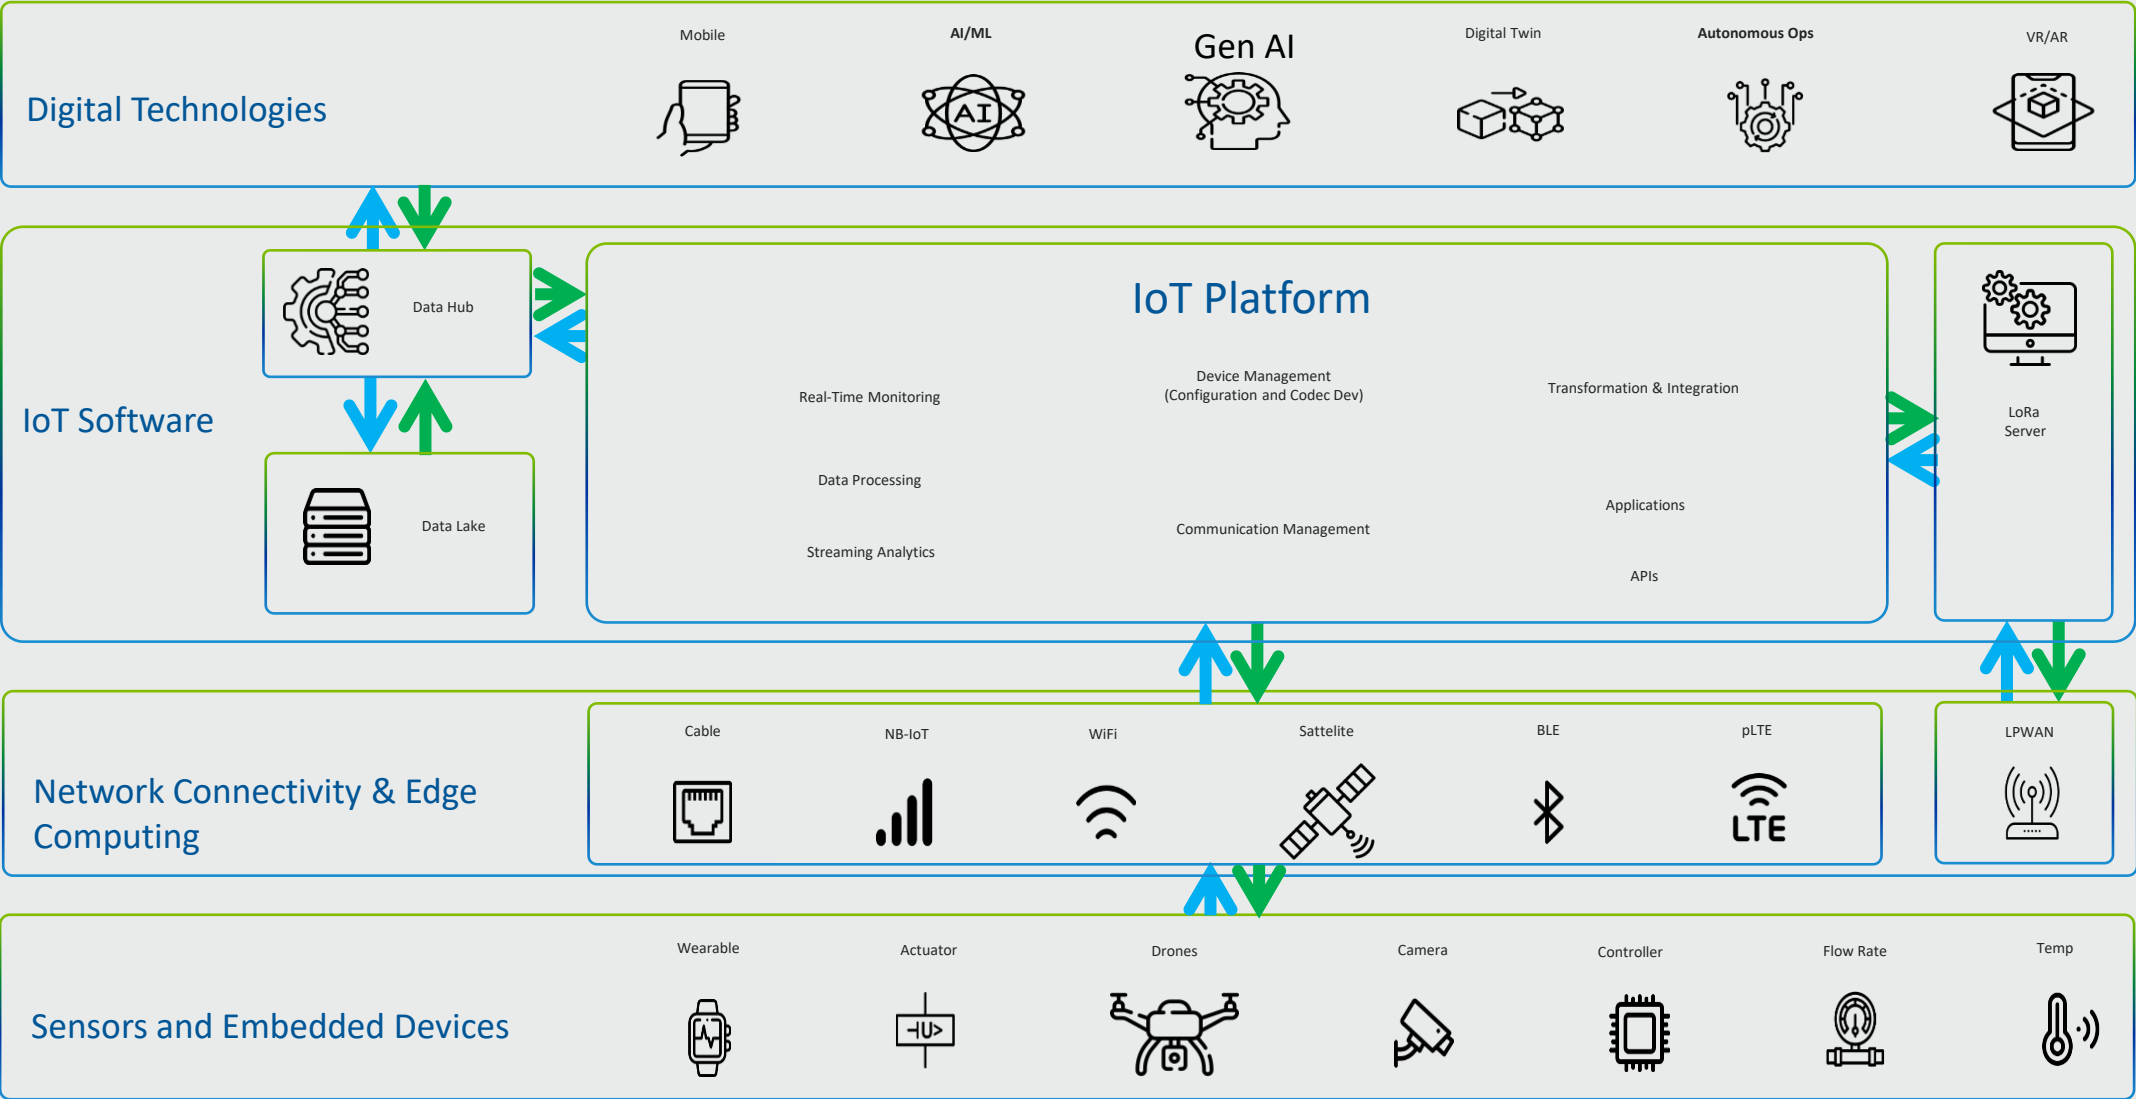 Digital Technologies
Mobile
AI/ML
Gen AI
Digital Twin
Autonomous Ops
VR/AR
AI
IoT Software
Data Hub
Data Lake
IoT Platform
Real-Time Monitoring
Data Processing
Streaming Analytics
Device Management
(Configuration and Codec Dev)
Communication Management
Transformation & Integration
Applications
APIs
LoRa
Server
Network Connectivity & Edge
Computing
Cable
NB-IoT
WiFi
Sattelite
BLE
pLTE
LTE
LPWAN
Sensors and Embedded Devices
Wearable
Actuator
Drones
Camera
Controller
Flow Rate
Temp
U>